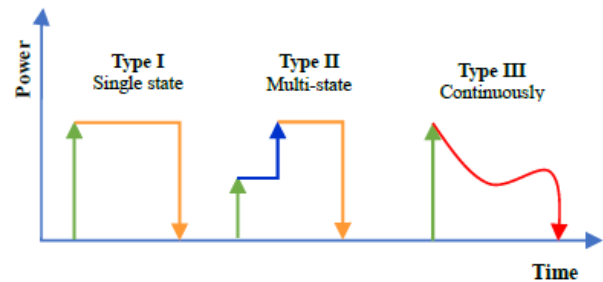 Power
Type I
Single state
Type II
Multi-state
Type III
Continuously
Time